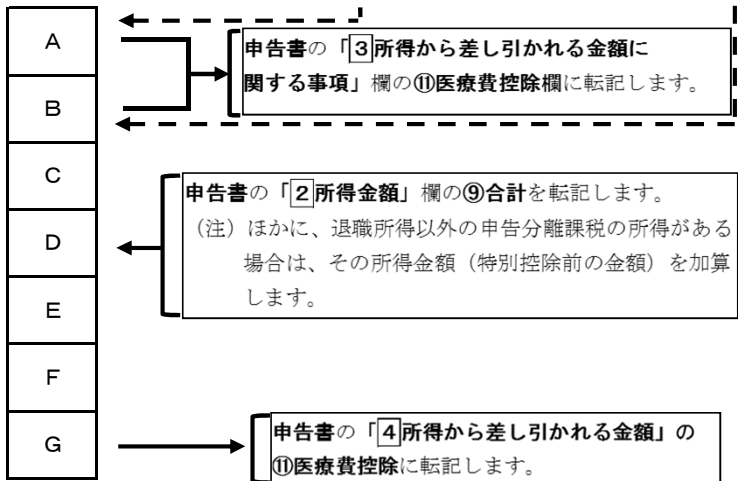 A
B
C
D
E
F
G
申告書の「3所得から差し引かれる金額に
関する事項」欄の⑪医療費控除欄に転記します。
申告書の「2所得金額」欄の⑨合計を転記します。
（注）ほかに、退職所得以外の申告分離課税の所得がある
場合は、その所得金額（特別控除前の金額）を加算
します。
申告書の「4所得から差し引かれる金額」の
⑪医療費控除に転記します。